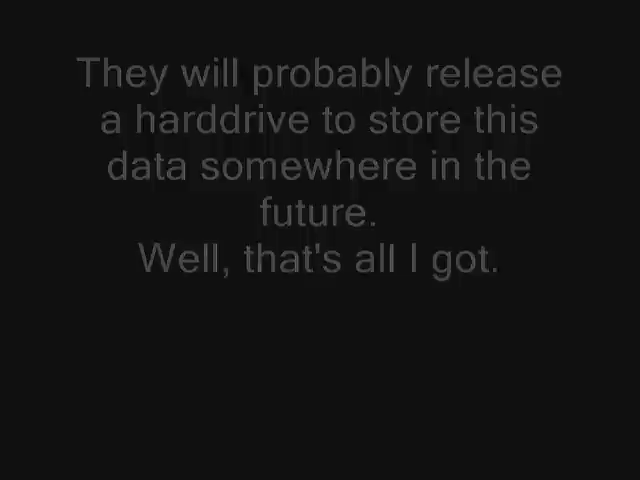 They will probably release
a harddrive to store this
data somewhere in the
future.
Well, that's all I got.